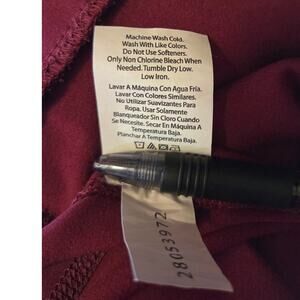 Machine Wash Cold.
Wash With Like Colors.
Do Not Use Softeners.
Only Non Chlorine Bleach When
Needed. Tumble Dry Low.
Low Iron.
Lavar A Máquina Con Agua Fria.
Lavar Con Colores Similares.
No Utilizar Suavizantes Para
Ropa. Usar Solamente
Blanqueador Sin Cloro Cuando
Se Necesite. Secar En Máquina A
Temperatura Baja.
Planchar A Temperatura Baja.
28053972